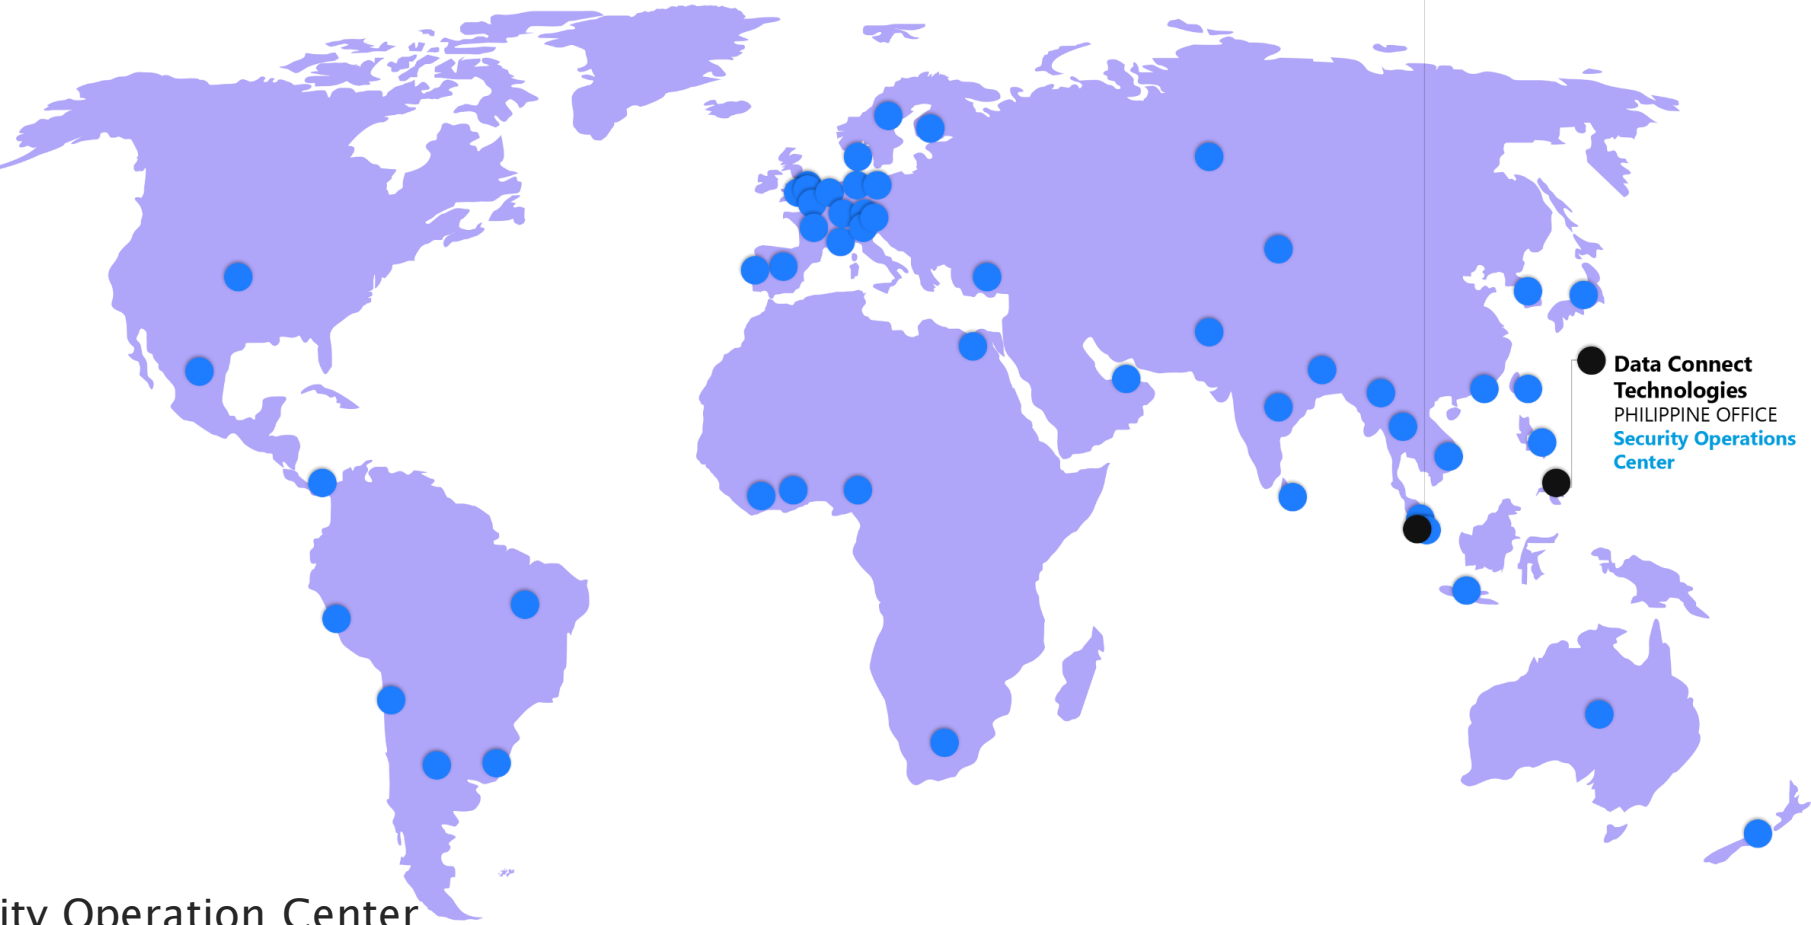 Data Connect
Technologies
PHILIPPINE OFFICE
Security Operations
Center
ity Operation Center